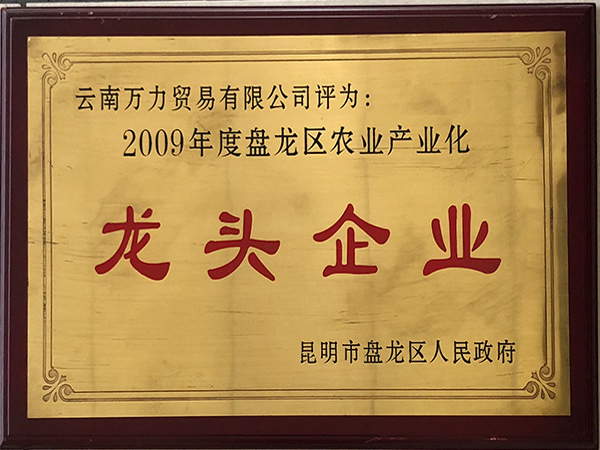 云南万力贸易有限公司评为：
2009年度盘龙区农业产业化
龙头企业
昆明市盘龙区人民政府